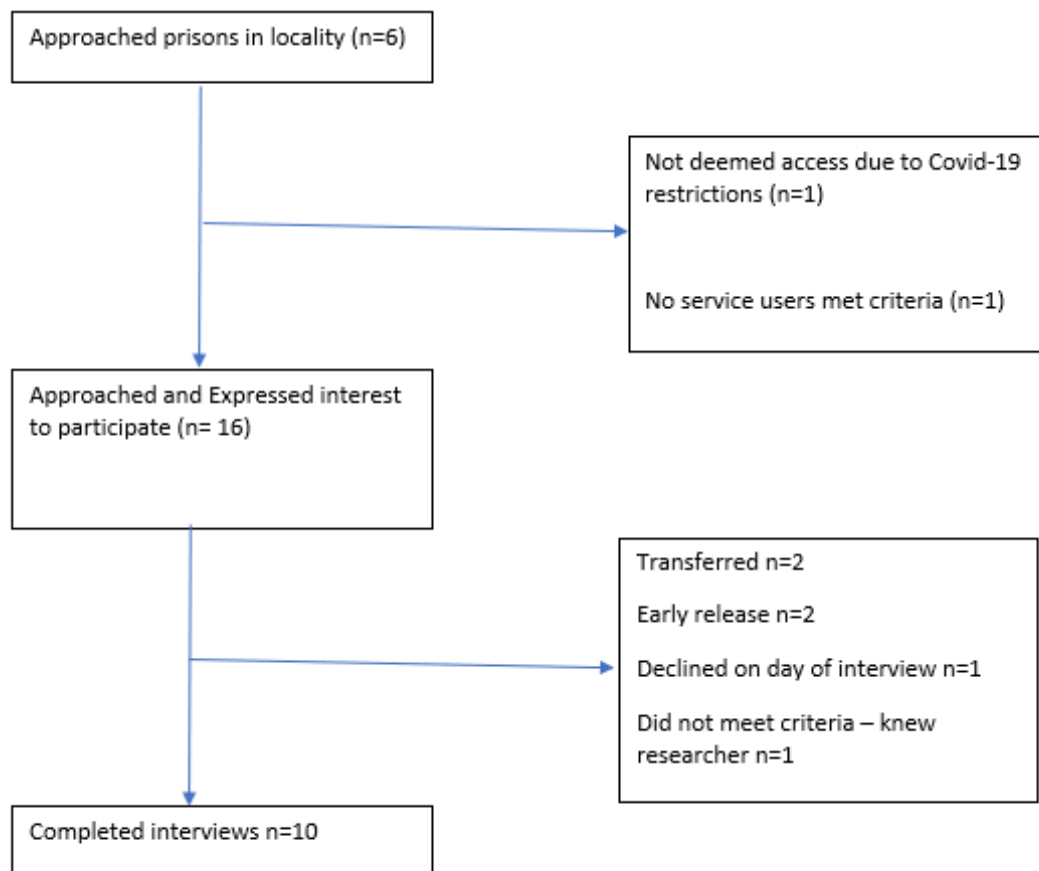 Approached prisons in locality (n=6)
Not deemed access due to Covid-19
restrictions (n=1)
No service users met criteria (n=1)
Approached and Expressed interest
to participate (n= 16)
Transferred n=2
Early release n=2
Declined on day of interview n=1
Did not meet criteria – knew
researcher n=1
Completed interviews n=10